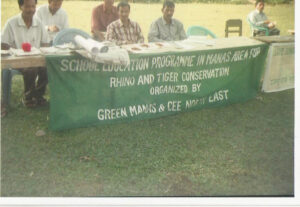 SCHOOL EDUCATION PROGRAMME IN MANAS AREA FOR
RHINO AND TIGER CONSERVATION
ORGANIZED BY
GREEN MANAS & CEE NORTH EAST